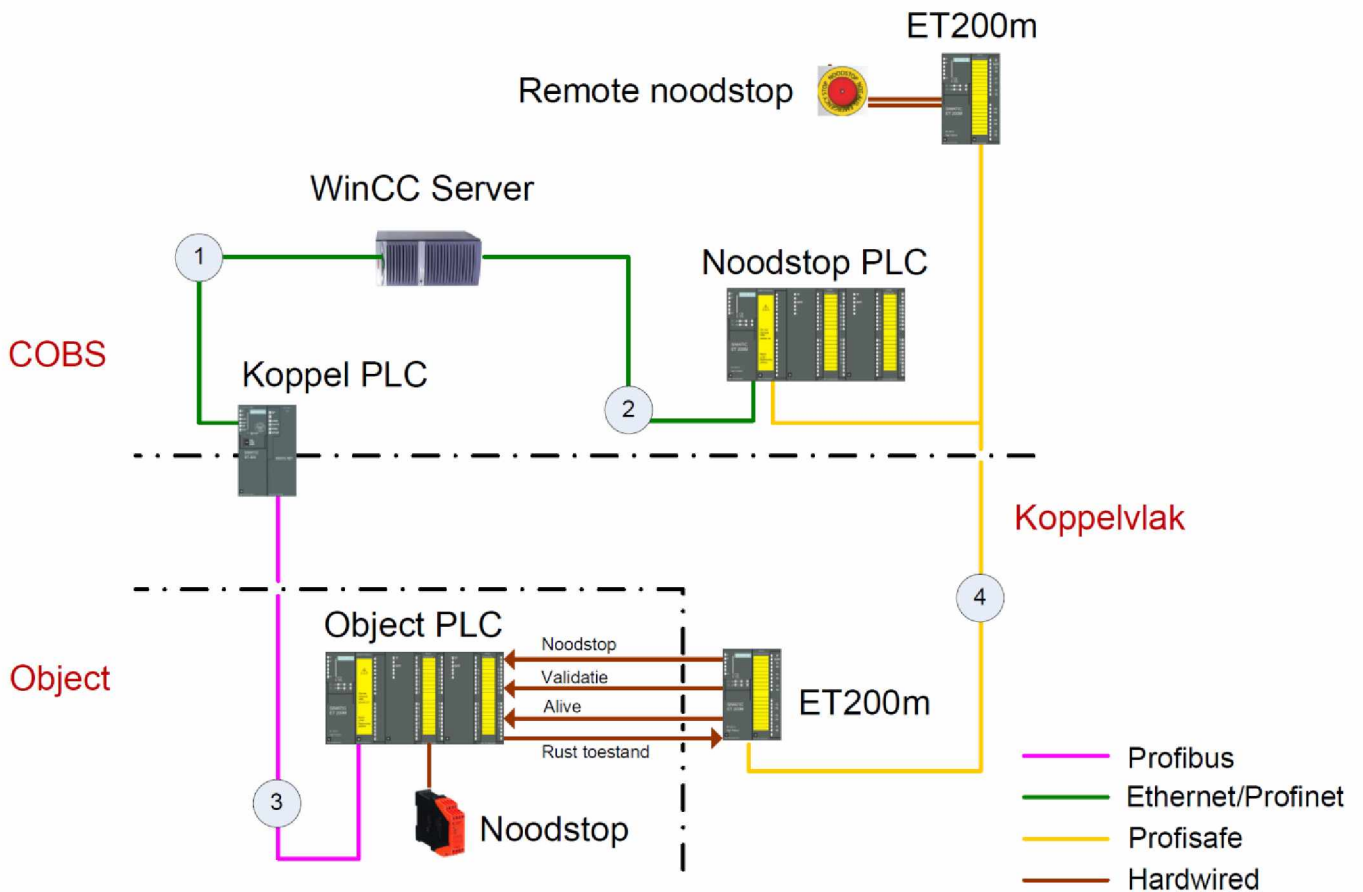 ET200m
Remote noodstop
WinCC Server
1
Noodstop PLC
COBS
Koppel PLC
2
Koppelvlak
4
Object PLC
Noodstop
Validatie
Alive
Rust toestand
Object
ET200m
3
Noodstop
Profibus
Ethernet/Profinet
Profisafe
Hardwired